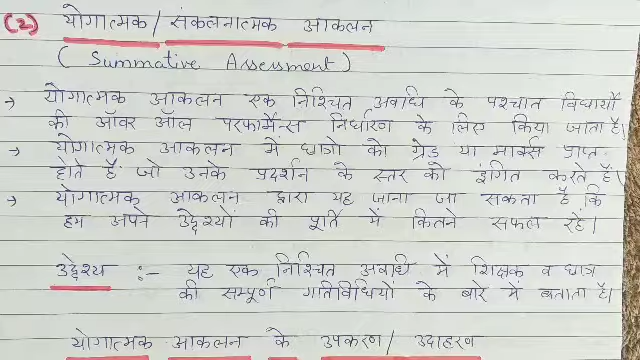 (2) योगात्मक / संकलनात्मक आकलन
( Summative Assessment )
→ योगात्मक आकलन एक निश्चित अवधि के पश्चात विद्यार्थी
की ऑवर ऑल परफॉर्मेन्स निर्धारण के लिए किया जाता है।
→ योगात्मक आकलन में छात्रों को ग्रेड या मार्क्स प्राप्त
होते हैं जो उनके प्रदर्शन के स्तर को इंगित करते हैं।
→ योगात्मक आकलन द्वारा यह जाना जा सकता है कि
हम अपने उद्देश्यों की पूर्ति में कितने सफल रहे।
उद्देश्य :- यह एक निश्चित अवधि में शिक्षक व छात्र
की सम्पूर्ण गतिविधियों के बारे में बताता है।
योगात्मक आकलन के उपकरण / उदाहरण